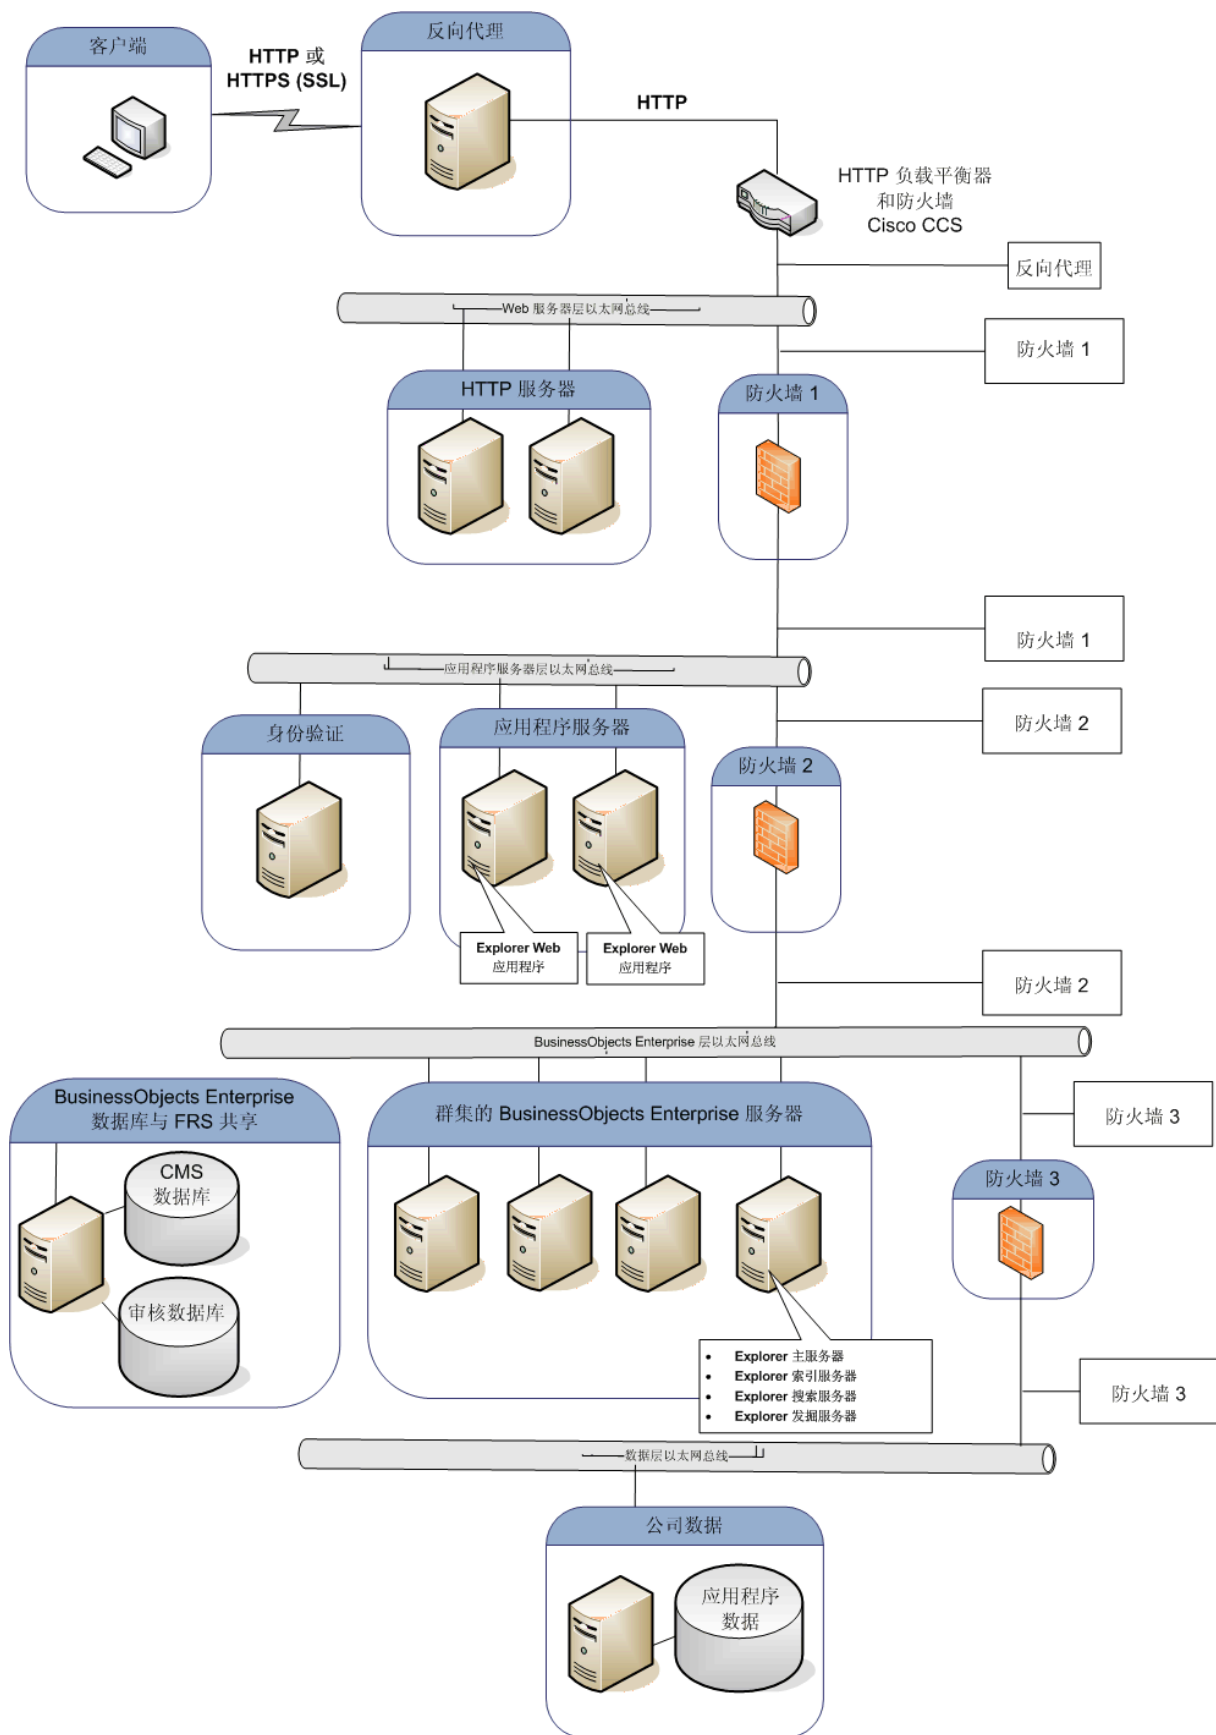 客户端
HTTP 或
HTTPS (SSL)
反向代理
HTTP
HTTP 负载平衡器
和防火墙
Cisco CCS
反向代理
Web 服务器层以太网总线
防火墙 1
HTTP 服务器
防火墙 1
防火墙 1
应用程序服务器层以太网总线
防火墙 2
身份验证
应用程序服务器
防火墙 2
Explorer Web
应用程序
Explorer Web
应用程序
防火墙 2
BusinessObjects Enterprise 层以太网总线
BusinessObjects Enterprise
数据库与 FRS 共享
群集的 BusinessObjects Enterprise 服务器
防火墙 3
CMS
数据库
防火墙 3
审核数据库
• Explorer 主服务器
• Explorer 索引服务器
• Explorer 搜索服务器
• Explorer 发掘服务器
防火墙 3
数据层以太网总线
公司数据
应用程序
数据